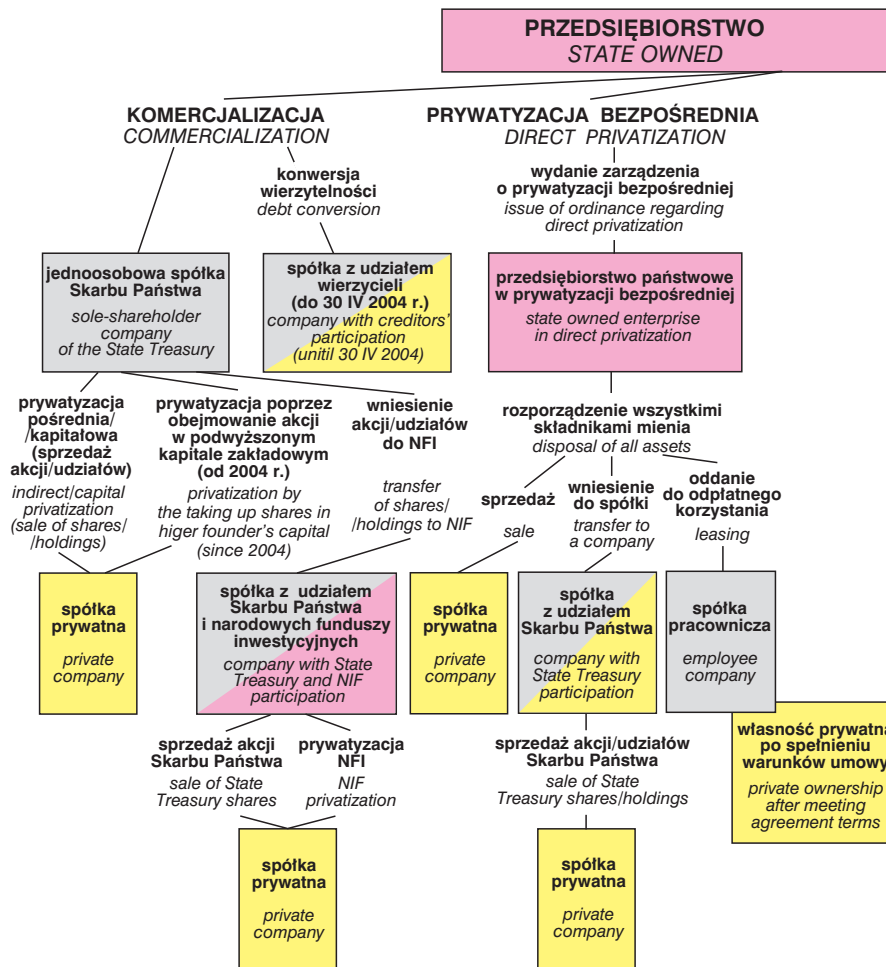 PRZEDSIĘBIORSTWO
STATE OWNED
KOMERCJALIZACJA
COMMERCIALIZATION
PRYWATYZACJA BEZPOŚREDNIA
DIRECT PRIVATIZATION
konwersja
wierzytelności
debt conversion
wydanie zarządzenia
o prywatyzacji bezpośredniej
issue of ordinance regarding
direct privatization
jednoosobowa spółka
Skarbu Państwa
sole-shareholder
company
of the State Treasury
spółka z udziałem
wierzycieli
(do 30 IV 2004 r.)
company with creditors'
participation
(unitil 30 IV 2004)
przedsiębiorstwo państwowe
w prywatyzacji bezpośredniej
state owned enterprise
in direct privatization
prywatyzacja
pośrednia/
/kapitałowa
(sprzedaż
akcji/udziałów)
indirect/capital
privatization
(sale of shares/
/holdings)
prywatyzacja poprzez
obejmowanie akcji
w podwyższonym
kapitale zakładowym
(od 2004 r.)
privatization by
the taking up shares in
higer founder's capital
(since 2004)
wniesienie
akcji/udziałów
do NFI
transfer
of shares/
/holdings to NIF
rozporządzenie wszystkimi
składnikami mienia
disposal of all assets
sprzedaż
sale
wniesienie
do spółki
transfer to
a company
oddanie
do odpłatnego
korzystania
leasing
spółka
prywatna
private
company
spółka z udziałem
Skarbu Państwa
i narodowych funduszy
inwestycyjnych
company with State
Treasury and NIF
participation
spółka
prywatna
private
company
spółka
z udziałem
Skarbu Państwa
company with
State Treasury
participation
spółka
pracownicza
employee
company
własność prywatna
po spełnieniu
warunków umowy
private ownership
after meeting
agreement terms
sprzedaż akcji
Skarbu Państwa
sale of State
Treasury shares
prywatyzacja
NFI
NIF
privatization
sprzedaż akcji/udziałów
Skarbu Państwa
sale of State
Treasury shares/holdings
spółka
prywatna
private
company
spółka
prywatna
private
company